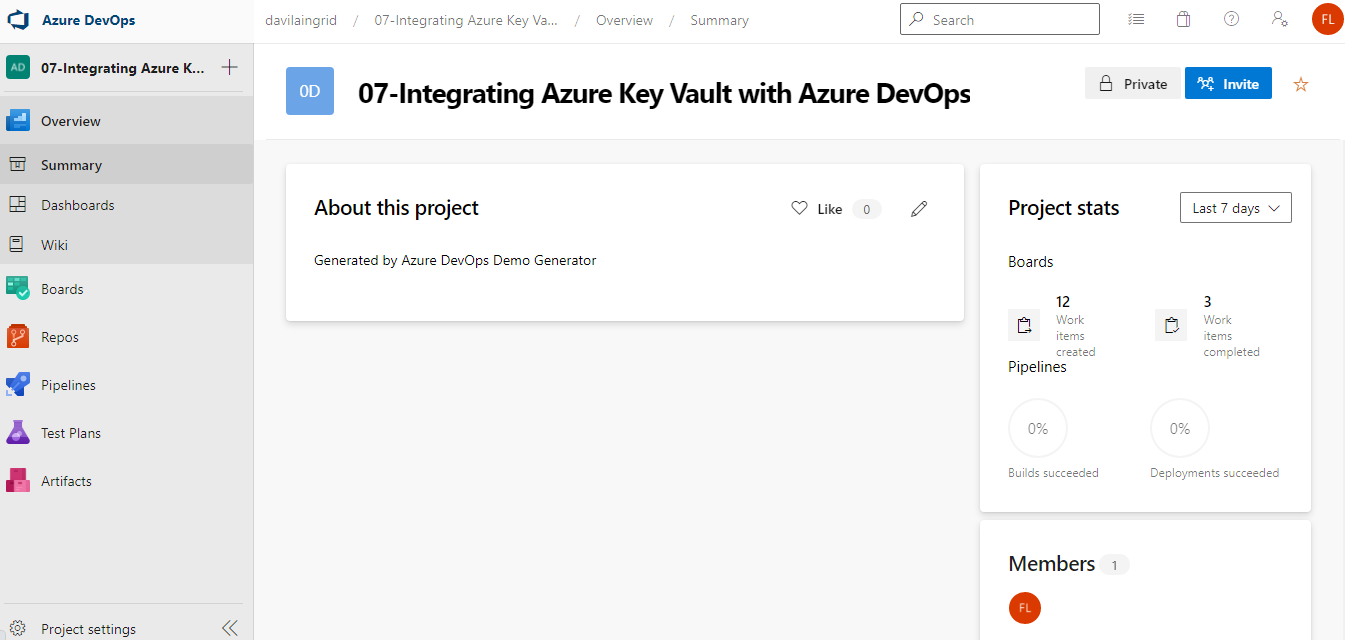 Azure DevOps
davilaingrid / 07-Integrating Azure Key Va... / Overview / Summary
Search
FL
AD 07-Integrating Azure K...
Overview
Summary
Dashboards
Wiki
Boards
Repos
Pipelines
Test Plans
Artifacts
Project settings
0D
07-Integrating Azure Key Vault with Azure DevOps
Private
Invite
About this project
Like 0
Generated by Azure DevOps Demo Generator
Project stats
Last 7 days
Boards
12
Work
items
created
3
Work
items
completed
Pipelines
0%
Builds succeeded
0%
Deployments succeeded
Members 1
FL